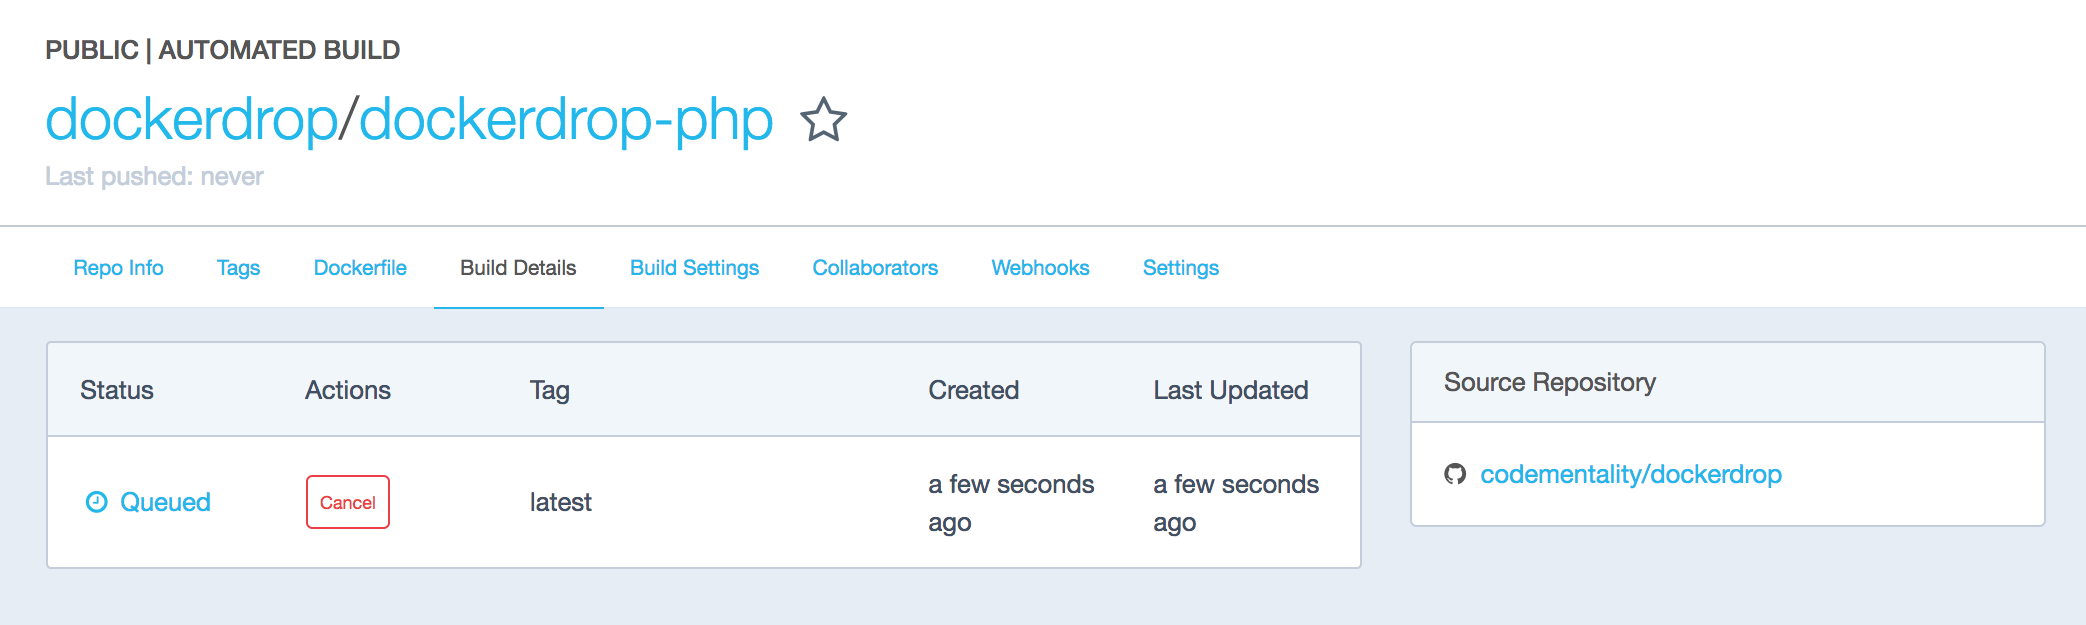 PUBLIC | AUTOMATED BUILD
dockerdrop/dockerdrop-php
Last pushed: never
Repo Info Tags Dockerfile Build Details Build Settings Collaborators Webhooks Settings
Status Actions Tag Created Last Updated
Queued Cancel latest a few seconds ago a few seconds ago
Source Repository
codementality/dockerdrop